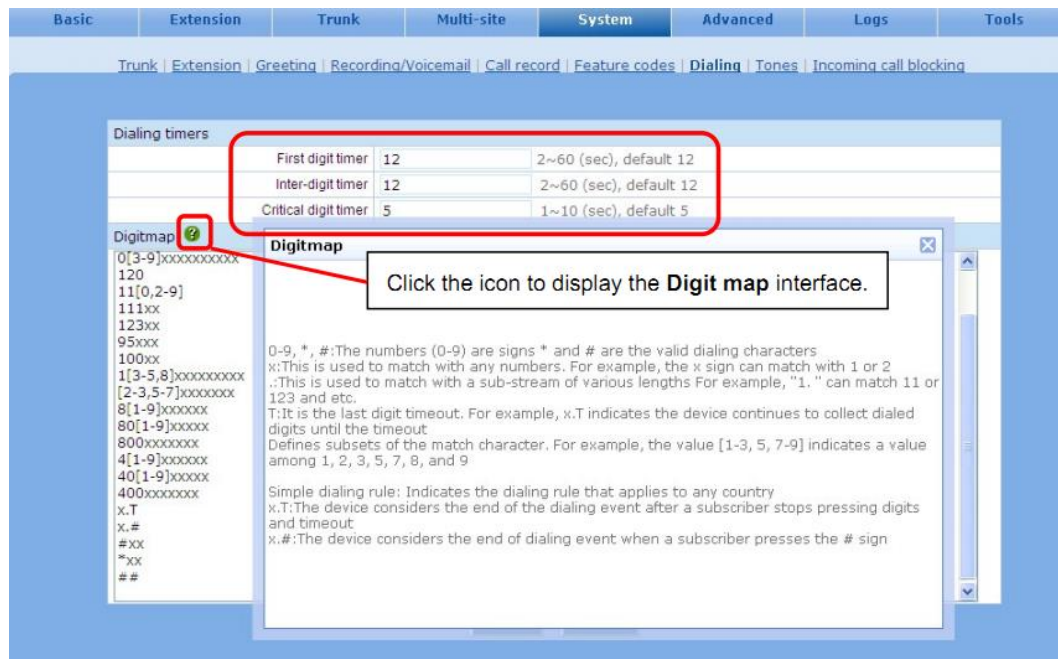 Basic Extension Trunk Multi-site System Advanced Logs Tools
Trunk | Extension | Greeting | Recording/Voicemail | Call record | Feature codes | Dialing | Tones | Incoming call blocking
Dialing timers
First digit timer 12 2~60 (sec), default 12
Inter-digit timer 12 2~60 (sec), default 12
Critical digit timer 5 1~10 (sec), default 5
Digitmap
0[3-9]xxxxxxxxxx
120
11[0,2-9]
111xx
123xx
95xxx
100xx
1[3-5,8]xxxxxxxxx
[2-3,5-7]xxxxxxx
8[1-9]xxxxxx
80[1-9]xxxxx
800xxxxxxx
4[1-9]xxxxxx
40[1-9]xxxxx
400xxxxxxx
x.T
x.#
#xx
*xx
##
Digitmap
Click the icon to display the Digit map interface.
0-9, *, #:The numbers (0-9) are signs * and # are the valid dialing characters
x:This is used to match with any numbers. For example, the x sign can match with 1 or 2
.:This is used to match with a sub-stream of various lengths For example, "1. " can match 11 or
123 and etc.
T:It is the last digit timeout. For example, x.T indicates the device continues to collect dialed
digits until the timeout
Defines subsets of the match character. For example, the value [1-3, 5, 7-9] indicates a value
among 1, 2, 3, 5, 7, 8, and 9
Simple dialing rule: Indicates the dialing rule that applies to any country
x.T:The device considers the end of the dialing event after a subscriber stops pressing digits
and timeout
x.#:The device considers the end of dialing event when a subscriber presses the # sign